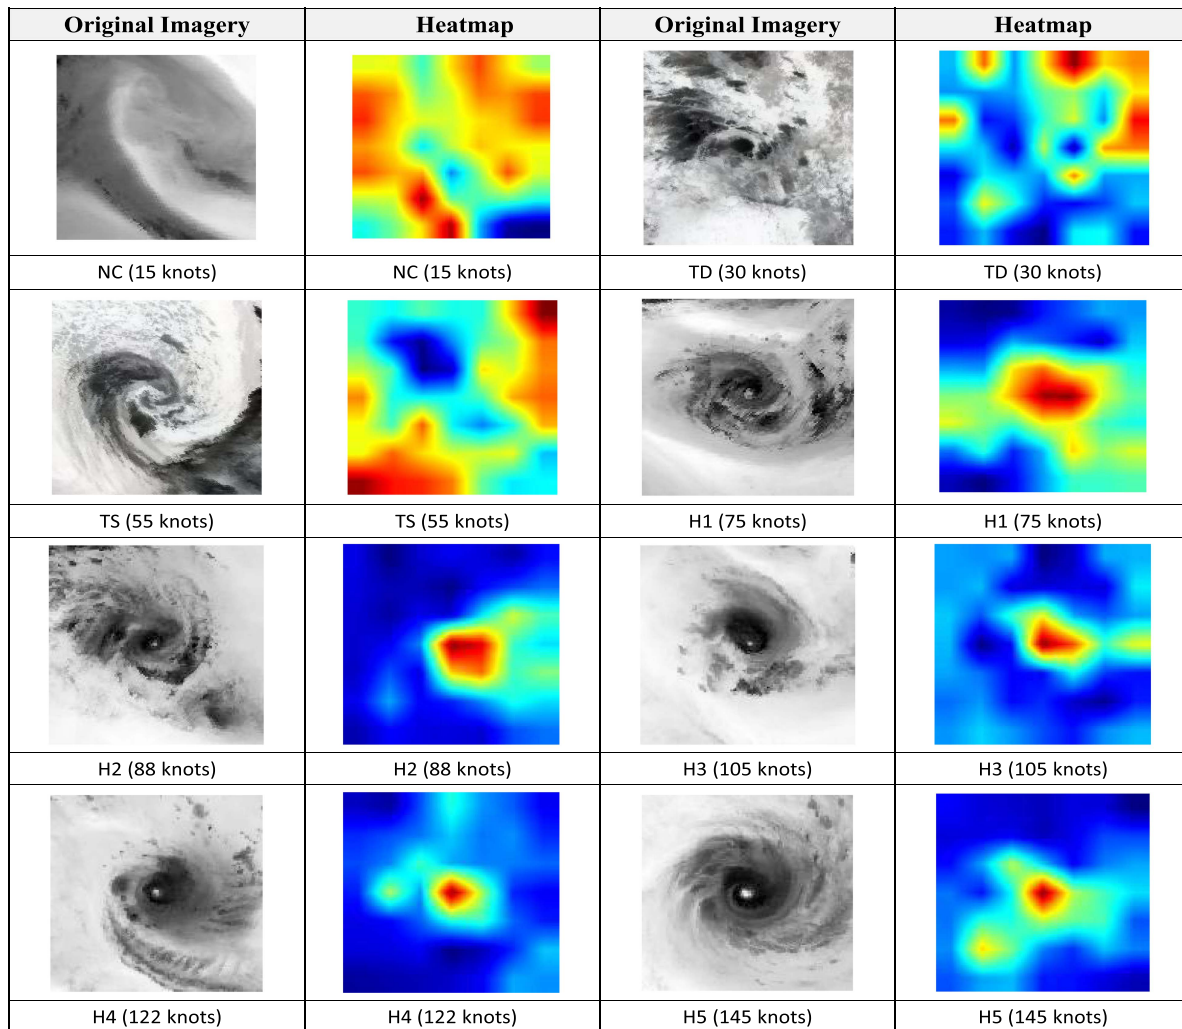 Original Imagery Heatmap Original Imagery Heatmap
NC (15 knots) NC (15 knots) TD (30 knots) TD (30 knots)
TS (55 knots) TS (55 knots) H1 (75 knots) H1 (75 knots)
H2 (88 knots) H2 (88 knots) H3 (105 knots) H3 (105 knots)
H4 (122 knots) H4 (122 knots) H5 (145 knots) H5 (145 knots)